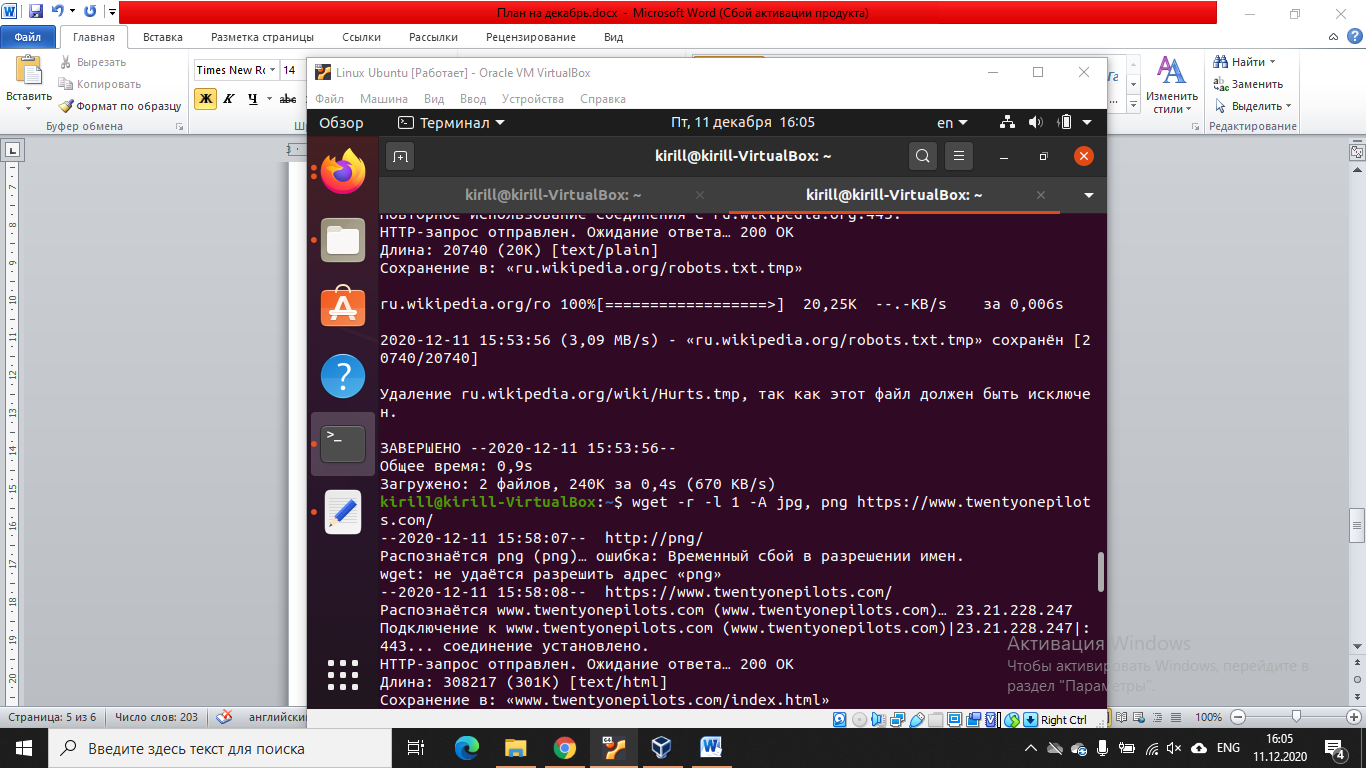 План на декабрь.docx - Microsoft Word (Сбой активации продукта)
Файл Главная Вставка Разметка страницы Ссылки Рассылки Рецензирование Вид
Вставить
Вырезать
Копировать
Формат по образцу
Буфер обмена
Times New Ro 14
Ж К Ч abc
Изменить стили
Найти
Заменить
Выделить
Редактирование
Linux Ubuntu [Работает] - Oracle VM VirtualBox
Файл Машина Вид Ввод Устройства Справка
Обзор Терминал Пт, 11 декабря 16:05 en
kirill@kirill-VirtualBox: ~
kirill@kirill-VirtualBox: ~ kirill@kirill-VirtualBox: ~
Повторное использование соединения с ru.wikipedia.org:443.
HTTP-запрос отправлен. Ожидание ответа… 200 OK
Длина: 20740 (20K) [text/plain]
Сохранение в: «ru.wikipedia.org/robots.txt.tmp»
ru.wikipedia.org/ro 100%[==================>] 20,25K --.-KB/s за 0,006s
2020-12-11 15:53:56 (3,09 MB/s) - «ru.wikipedia.org/robots.txt.tmp» сохранён [2
0740/20740]
Удаление ru.wikipedia.org/wiki/Hurts.tmp, так как этот файл должен быть исключе
н.
ЗАВЕРШЕНО --2020-12-11 15:53:56--
Общее время: 0,9s
Загружено: 2 файлов, 240K за 0,4s (670 KB/s)
kirill@kirill-VirtualBox:~$ wget -r -l 1 -A jpg, png https://www.twentyonepilot
s.com/
--2020-12-11 15:58:07-- http://png/
Распознаётся png (png)… ошибка: Временный сбой в разрешении имен.
wget: не удаётся разрешить адрес «png»
--2020-12-11 15:58:08-- https://www.twentyonepilots.com/
Распознаётся www.twentyonepilots.com (www.twentyonepilots.com)… 23.21.228.247
Подключение к www.twentyonepilots.com (www.twentyonepilots.com)|23.21.228.247|:
443... соединение установлено.
HTTP-запрос отправлен. Ожидание ответа… 200 OK
Длина: 308217 (301K) [text/html]
Сохранение в: «www.twentyonepilots.com/index.html»
Активация Windows
Чтобы активировать Windows, перейдите в
раздел "Параметры".
Right Ctrl
Страница: 5 из 6 Число слов: 203 английский
100%
Введите здесь текст для поиска
ENG
16:05
11.12.2020
4